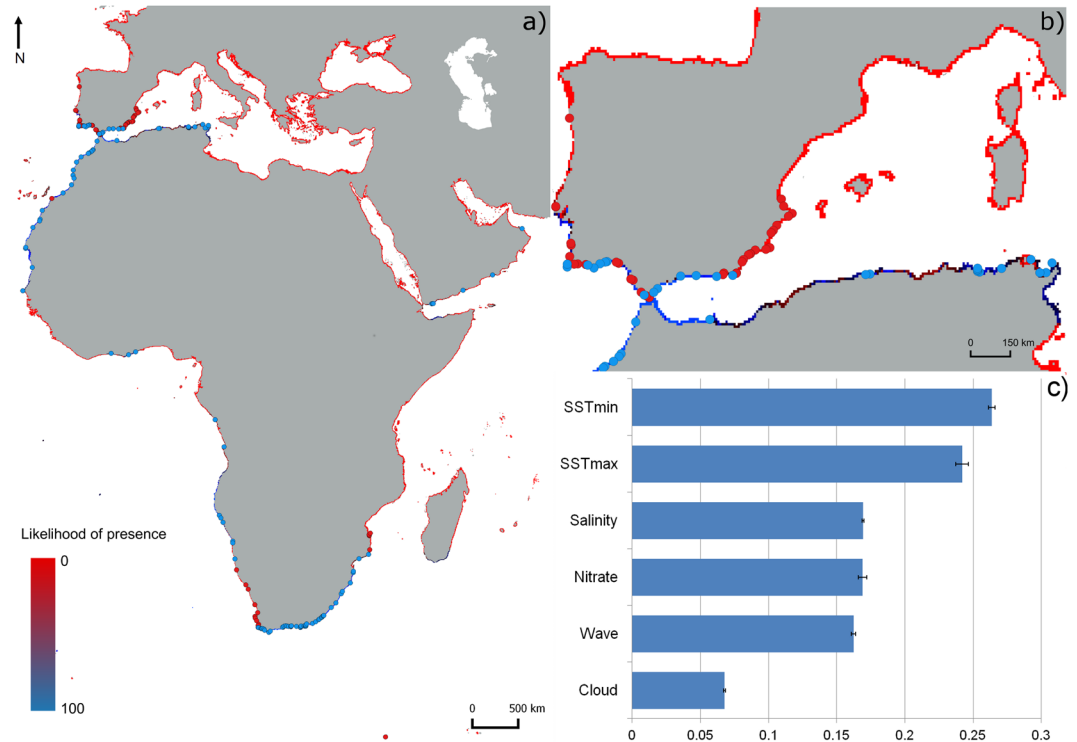 a)
N
Likelihood of presence
0
100
0 500 km
b)
0 150 km
c)
SSTmin
SSTmax
Salinity
Nitrate
Wave
Cloud
0 0.05 0.1 0.15 0.2 0.25 0.3